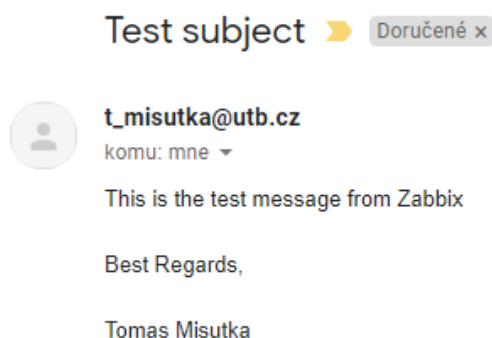 Test subject Doručené x
t_misutka@utb.cz
komu: mne
This is the test message from Zabbix
Best Regards,
Tomas Misutka